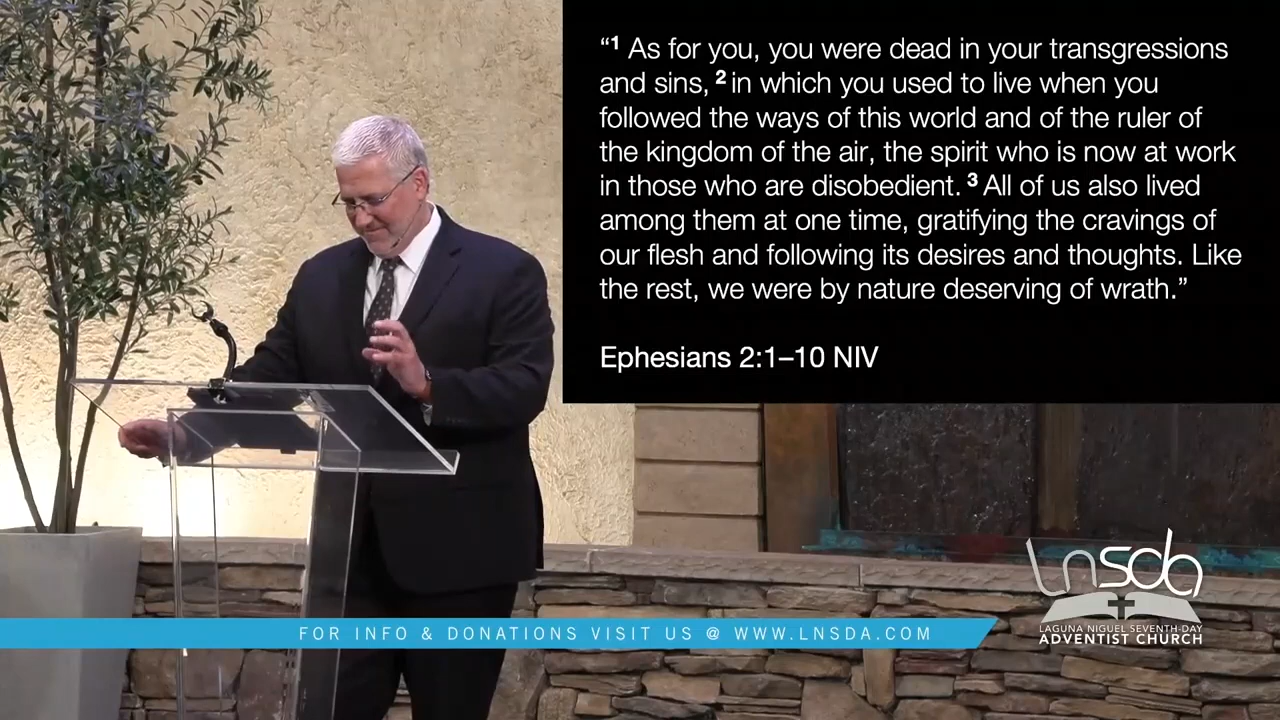 “1 As for you, you were dead in your transgressions
and sins, 2 in which you used to live when you
followed the ways of this world and of the ruler of
the kingdom of the air, the spirit who is now at work
in those who are disobedient. 3 All of us also lived
among them at one time, gratifying the cravings of
our flesh and following its desires and thoughts. Like
the rest, we were by nature deserving of wrath.”
Ephesians 2:1–10 NIV
FOR INFO & DONATIONS VISIT US @ WWW.LNSDA.COM
Lnsda
LAGUNA NIGUEL SEVENTH-DAY
ADVENTIST CHURCH